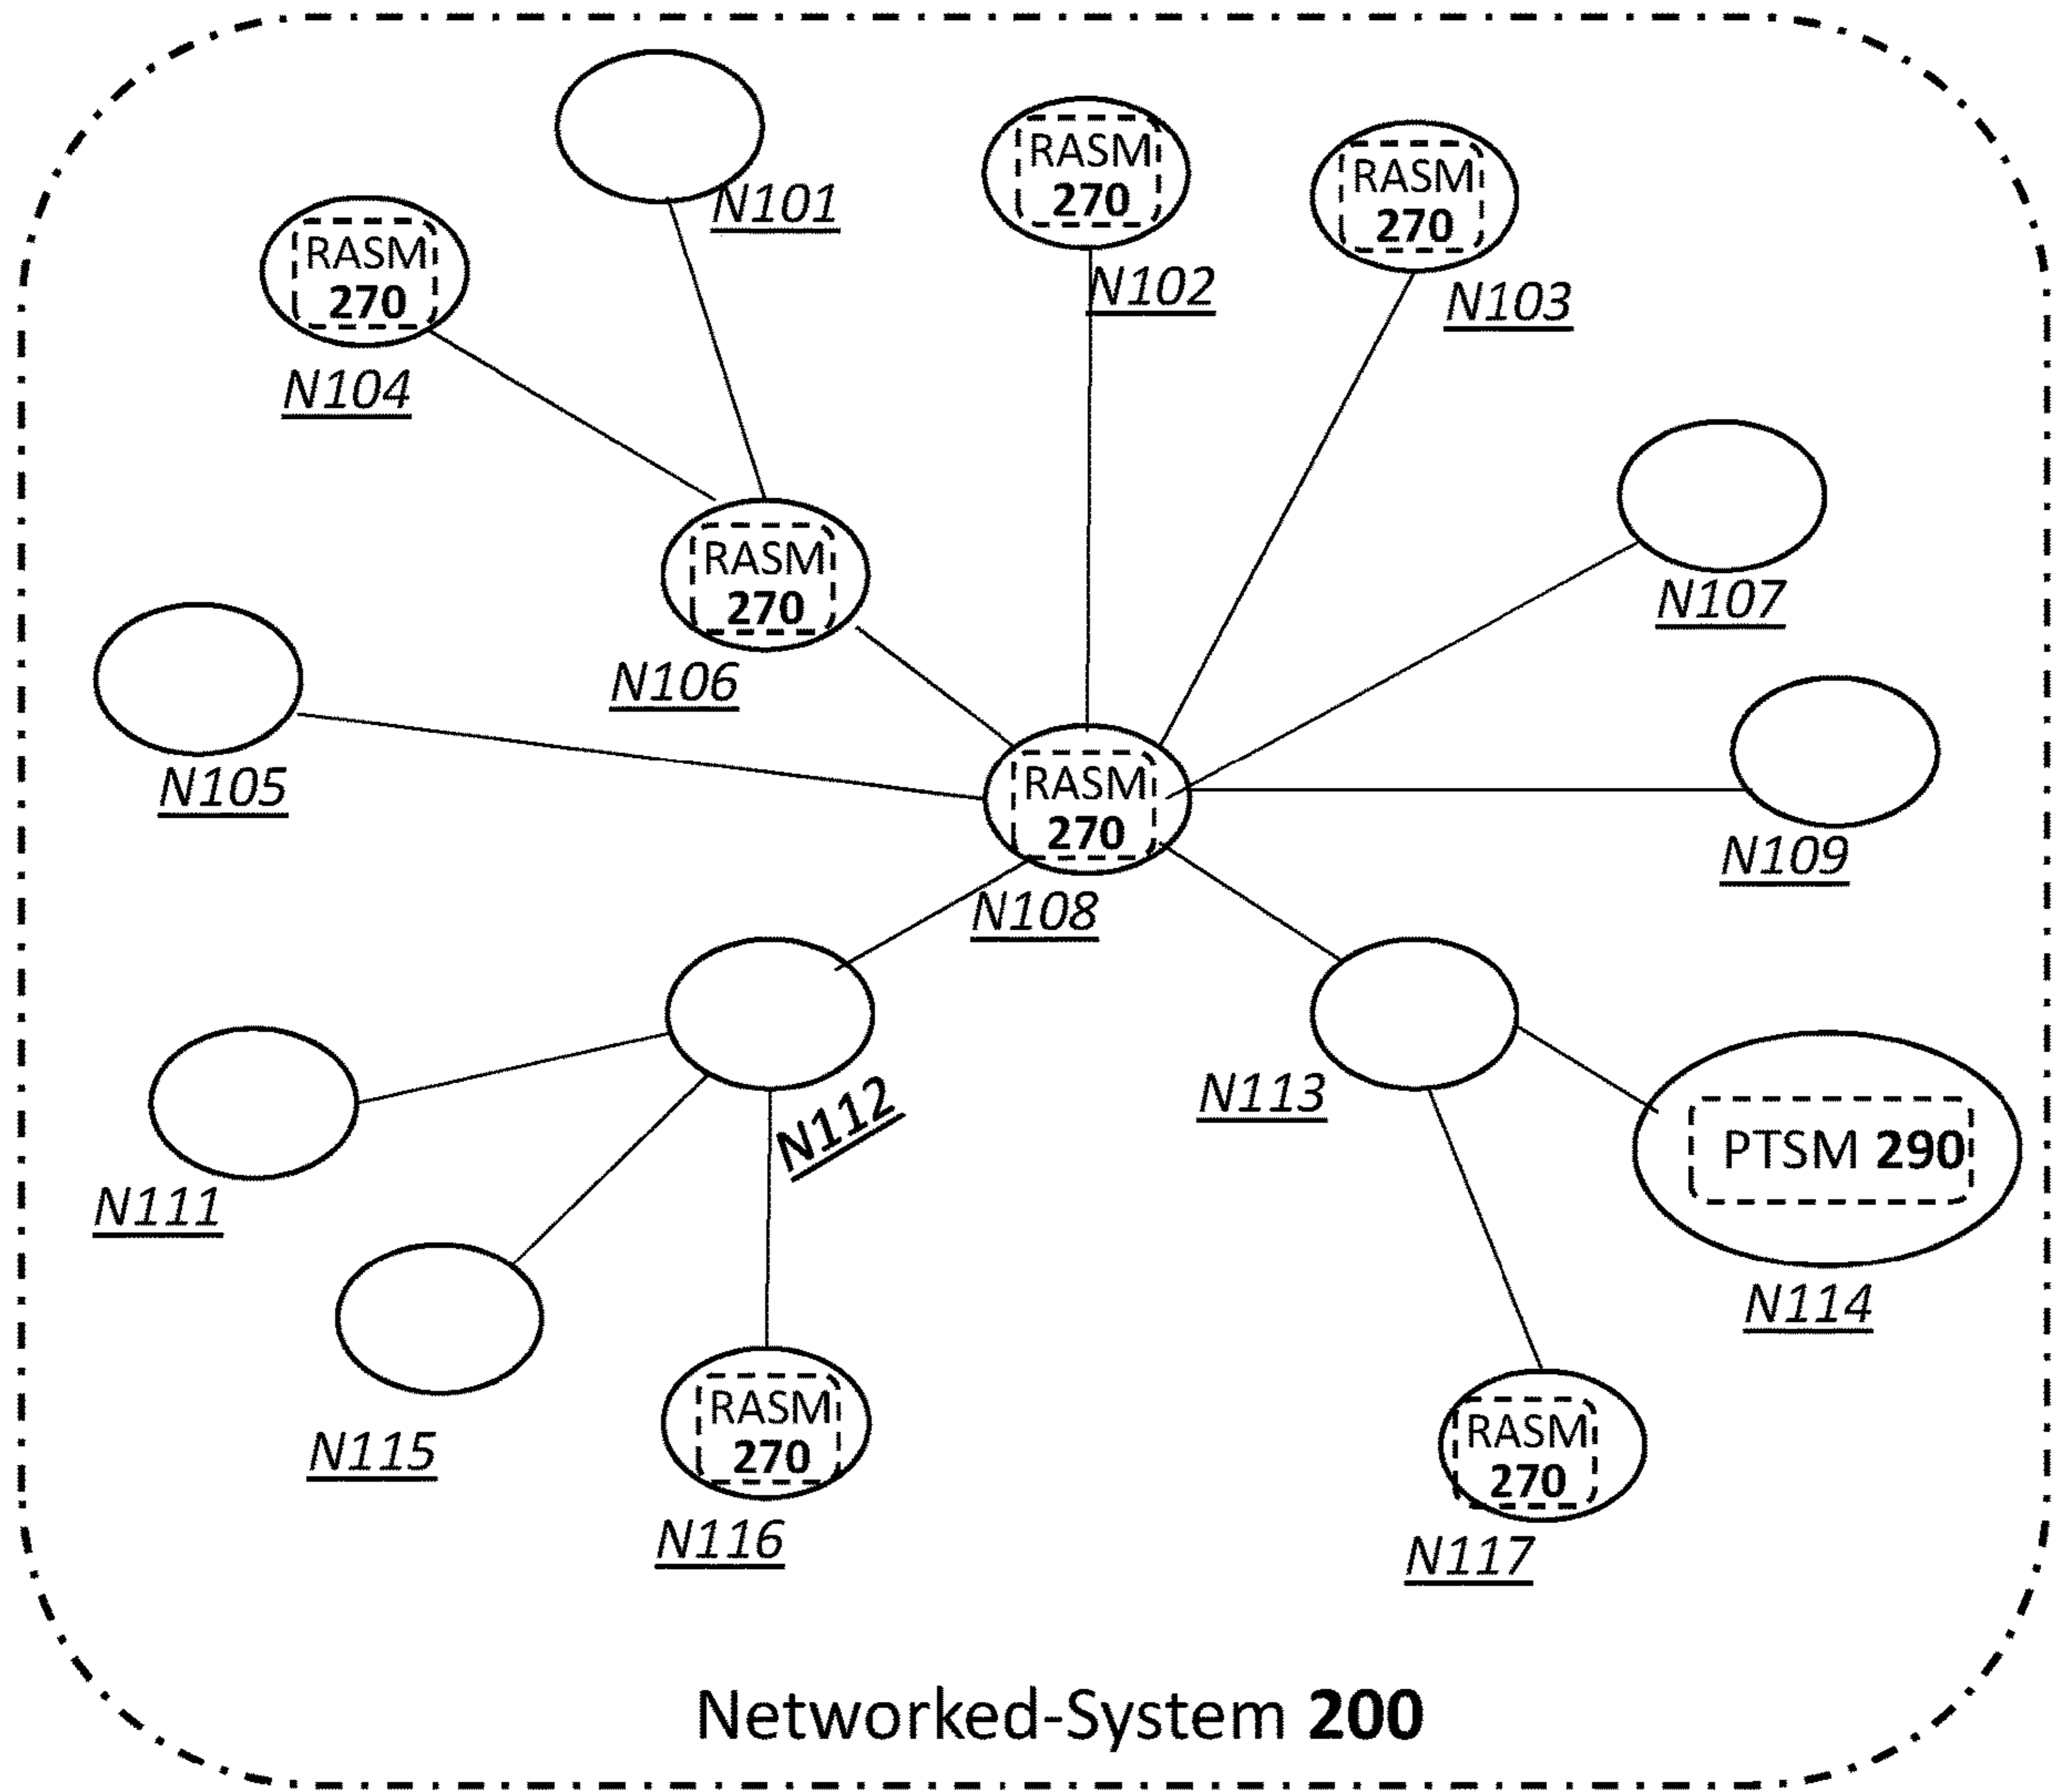 N101
RASM
270
N102
RASM
270
N103
RASM
270
N104
RASM
270
N106
N107
N105
RASM
270
N108
N109
N112
N113
N111
PTSM 290
N114
N115
RASM
270
N116
RASM
270
N117
Networked-System 200